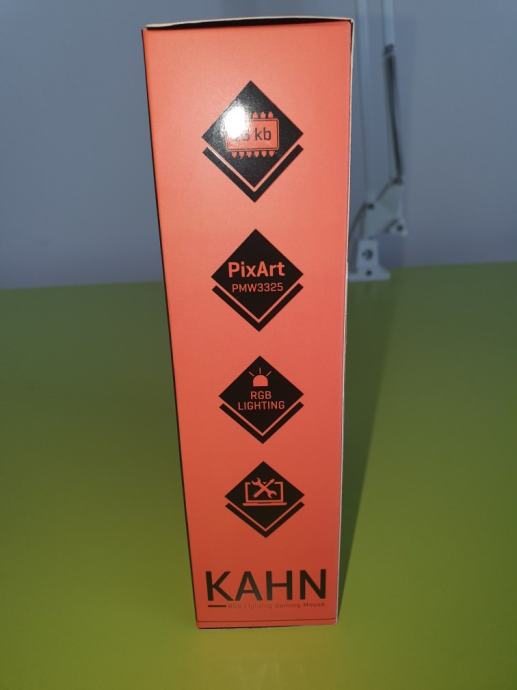 kb
PixArt
PMW3325
RGB
LIGHTING
KAHN
RGB Lighting Gaming Mouse